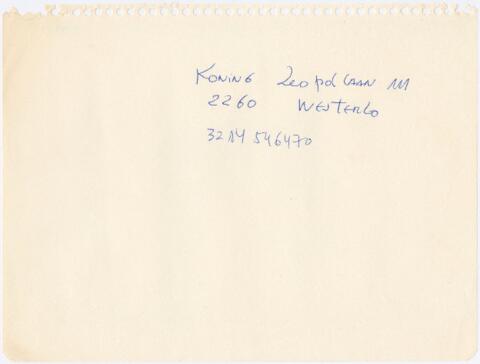 Koning Leopoldlaan 111
2260 Westerlo
3214 546470